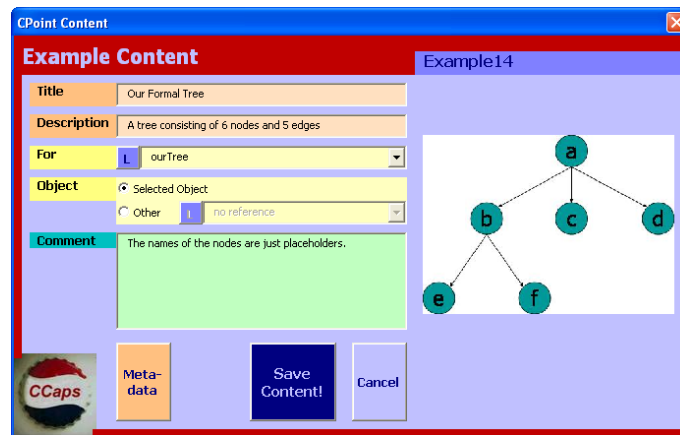 CPoint Content
Example Content
Example14
Title
Our Formal Tree
Description
A tree consisting of 6 nodes and 5 edges
For
L
ourTree
Object
Selected Object
Other
I
no reference
Comment
The names of the nodes are just placeholders.
a
b
c
d
e
f
CCaps
Meta-
data
Save
Content!
Cancel